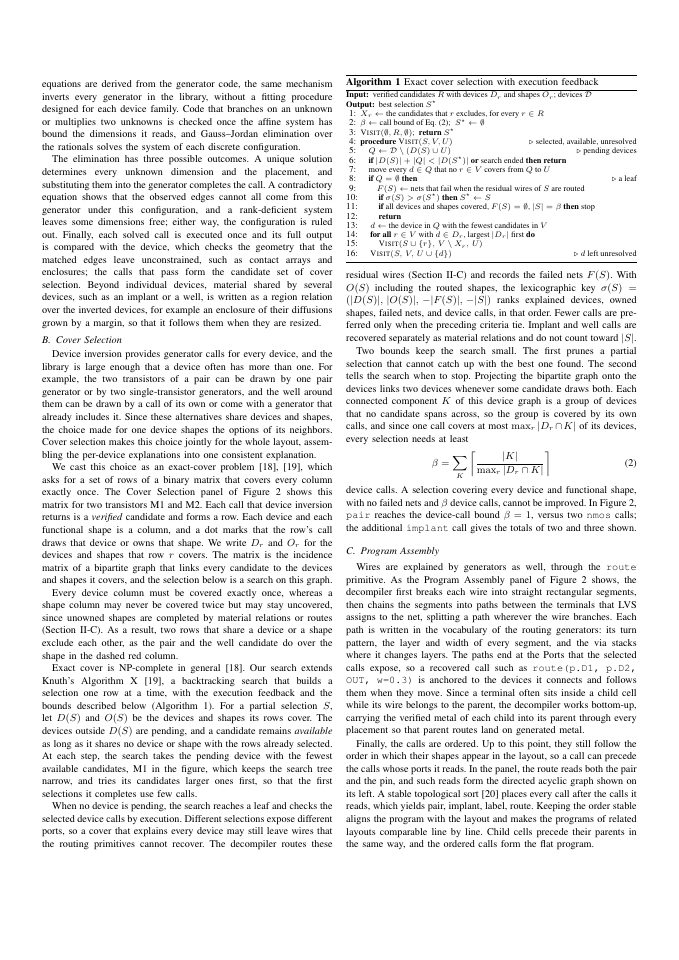 equations are derived from the generator code, the same mechanism
inverts every generator in the library, without a fitting procedure
designed for each device family. Code that branches on an unknown
or multiplies two unknowns is checked once the affine system has
bound the dimensions it reads, and Gauss–Jordan elimination over
the rationals solves the system of each discrete configuration.
The elimination has three possible outcomes. A unique solution
determines every unknown dimension and the placement, and
substituting them into the generator completes the call. A contradictory
equation shows that the observed edges cannot all come from this
generator under this configuration, and a rank-deficient system
leaves some dimensions free; either way, the configuration is ruled
out. Finally, each solved call is executed once and its full output
is compared with the device, which checks the geometry that the
matched edges leave unconstrained, such as contact arrays and
enclosures; the calls that pass form the candidate set of cover
selection. Beyond individual devices, material shared by several
devices, such as an implant or a well, is written as a region relation
over the inverted devices, for example an enclosure of their diffusions
grown by a margin, so that it follows them when they are resized.
B. Cover Selection
Device inversion provides generator calls for every device, and the
library is large enough that a device often has more than one. For
example, the two transistors of a pair can be drawn by one pair
generator or by two single-transistor generators, and the well around
them can be drawn by a call of its own or come with a generator that
already includes it. Since these alternatives share devices and shapes,
the choice made for one device shapes the options of its neighbors.
Cover selection makes this choice jointly for the whole layout, assem-
bling the per-device explanations into one consistent explanation.
We cast this choice as an exact-cover problem [18], [19], which
asks for a set of rows of a binary matrix that covers every column
exactly once. The Cover Selection panel of Figure 2 shows this
matrix for two transistors M1 and M2. Each call that device inversion
returns is a verified candidate and forms a row. Each device and each
functional shape is a column, and a dot marks that the row's call
draws that device or owns that shape. We write D_r and O_r for the
devices and shapes that row r covers. The matrix is the incidence
matrix of a bipartite graph that links every candidate to the devices
and shapes it covers, and the selection below is a search on this graph.
Every device column must be covered exactly once, whereas a
shape column may never be covered twice but may stay uncovered,
since unowned shapes are completed by material relations or routes
(Section II-C). As a result, two rows that share a device or a shape
exclude each other, as the pair and the well candidate do over the
shape in the dashed red column.
Exact cover is NP-complete in general [18]. Our search extends
Knuth's Algorithm X [19], a backtracking search that builds a
selection one row at a time, with the execution feedback and the
bounds described below (Algorithm 1). For a partial selection S,
let D(S) and O(S) be the devices and shapes its rows cover. The
devices outside D(S) are pending, and a candidate remains available
as long as it shares no device or shape with the rows already selected.
At each step, the search takes the pending device with the fewest
available candidates, M1 in the figure, which keeps the search tree
narrow, and tries its candidates larger ones first, so that the first
selections it completes use few calls.
When no device is pending, the search reaches a leaf and checks the
selected device calls by execution. Different selections expose different
ports, so a cover that explains every device may still leave wires that
the routing primitives cannot recover. The decompiler routes these
Algorithm 1 Exact cover selection with execution feedback
Input: verified candidates R with devices D_r and shapes O_r; devices 𝒟
Output: best selection S*
1: X_r ← the candidates that r excludes, for every r ∈ R
2: β ← call bound of Eq. (2); S* ← ∅
3: VISIT(∅, R, ∅); return S*
4: procedure VISIT(S, V, U) ▷ selected, available, unresolved
5: Q ← 𝒟 \ (D(S) ∪ U) ▷ pending devices
6: if |D(S)| + |Q| < |D(S*)| or search ended then return
7: move every d ∈ Q that no r ∈ V covers from Q to U
8: if Q = ∅ then ▷ a leaf
9: F(S) ← nets that fail when the residual wires of S are routed
10: if σ(S) > σ(S*) then S* ← S
11: if all devices and shapes covered, F(S) = ∅, |S| = β then stop
12: return
13: d ← the device in Q with the fewest candidates in V
14: for all r ∈ V with d ∈ D_r, largest |D_r| first do
15: VISIT(S ∪ {r}, V \ X_r, U)
16: VISIT(S, V, U ∪ {d}) ▷ d left unresolved
residual wires (Section II-C) and records the failed nets F(S). With
O(S) including the routed shapes, the lexicographic key σ(S) =
(|D(S)|, |O(S)|, −|F(S)|, −|S|) ranks explained devices, owned
shapes, failed nets, and device calls, in that order. Fewer calls are pre-
ferred only when the preceding criteria tie. Implant and well calls are
recovered separately as material relations and do not count toward |S|.
Two bounds keep the search small. The first prunes a partial
selection that cannot catch up with the best one found. The second
tells the search when to stop. Projecting the bipartite graph onto the
devices links two devices whenever some candidate draws both. Each
connected component K of this device graph is a group of devices
that no candidate spans across, so the group is covered by its own
calls, and since one call covers at most max_r |D_r ∩ K| of its devices,
every selection needs at least
β = ∑_K ⌈ |K| / max_r |D_r ∩ K| ⌉ (2)
device calls. A selection covering every device and functional shape,
with no failed nets and β device calls, cannot be improved. In Figure 2,
pair reaches the device-call bound β = 1, versus two nmos calls;
the additional implant call gives the totals of two and three shown.
C. Program Assembly
Wires are explained by generators as well, through the route
primitive. As the Program Assembly panel of Figure 2 shows, the
decompiler first breaks each wire into straight rectangular segments,
then chains the segments into paths between the terminals that LVS
assigns to the net, splitting a path wherever the wire branches. Each
path is written in the vocabulary of the routing generators: its turn
pattern, the layer and width of every segment, and the via stacks
where it changes layers. The paths end at the Ports that the selected
calls expose, so a recovered call such as route(p.D1, p.D2,
OUT, w=0.3) is anchored to the devices it connects and follows
them when they move. Since a terminal often sits inside a child cell
while its wire belongs to the parent, the decompiler works bottom-up,
carrying the verified metal of each child into its parent through every
placement so that parent routes land on generated metal.
Finally, the calls are ordered. Up to this point, they still follow the
order in which their shapes appear in the layout, so a call can precede
the calls whose ports it reads. In the panel, the route reads both the pair
and the pin, and such reads form the directed acyclic graph shown on
its left. A stable topological sort [20] places every call after the calls it
reads, which yields pair, implant, label, route. Keeping the order stable
aligns the program with the layout and makes the programs of related
layouts comparable line by line. Child cells precede their parents in
the same way, and the ordered calls form the flat program.